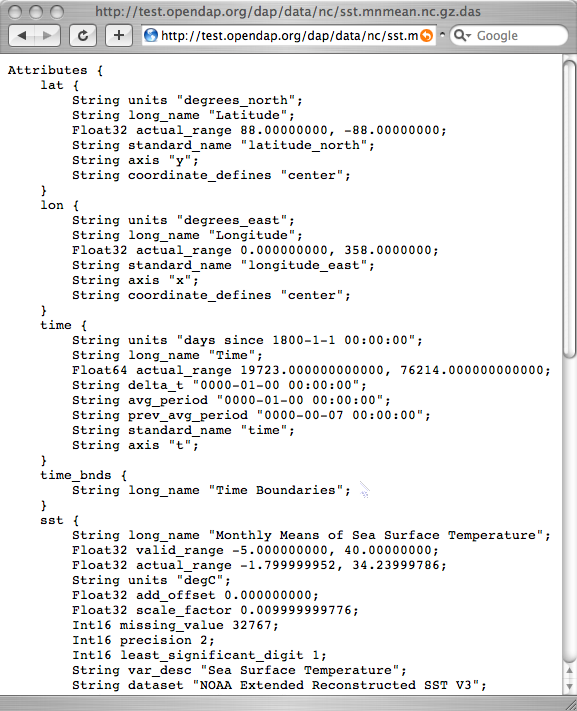 http://test.opendap.org/dap/data/nc/sst.mnmean.nc.gz.das
http://test.opendap.org/dap/data/nc/sst.m
Google
Attributes {
    lat {
        String units "degrees_north";
        String long_name "Latitude";
        Float32 actual_range 88.00000000, -88.00000000;
        String standard_name "latitude_north";
        String axis "y";
        String coordinate_defines "center";
    }
    lon {
        String units "degrees_east";
        String long_name "Longitude";
        Float32 actual_range 0.000000000, 358.0000000;
        String standard_name "longitude_east";
        String axis "x";
        String coordinate_defines "center";
    }
    time {
        String units "days since 1800-1-1 00:00:00";
        String long_name "Time";
        Float64 actual_range 19723.000000000000, 76214.000000000000;
        String delta_t "0000-01-00 00:00:00";
        String avg_period "0000-01-00 00:00:00";
        String prev_avg_period "0000-00-07 00:00:00";
        String standard_name "time";
        String axis "t";
    }
    time_bnds {
        String long_name "Time Boundaries";
    }
    sst {
        String long_name "Monthly Means of Sea Surface Temperature";
        Float32 valid_range -5.000000000, 40.00000000;
        Float32 actual_range -1.799999952, 34.23999786;
        String units "degC";
        Float32 add_offset 0.000000000;
        Float32 scale_factor 0.009999999776;
        Int16 missing_value 32767;
        Int16 precision 2;
        Int16 least_significant_digit 1;
        String var_desc "Sea Surface Temperature";
        String dataset "NOAA Extended Reconstructed SST V3";